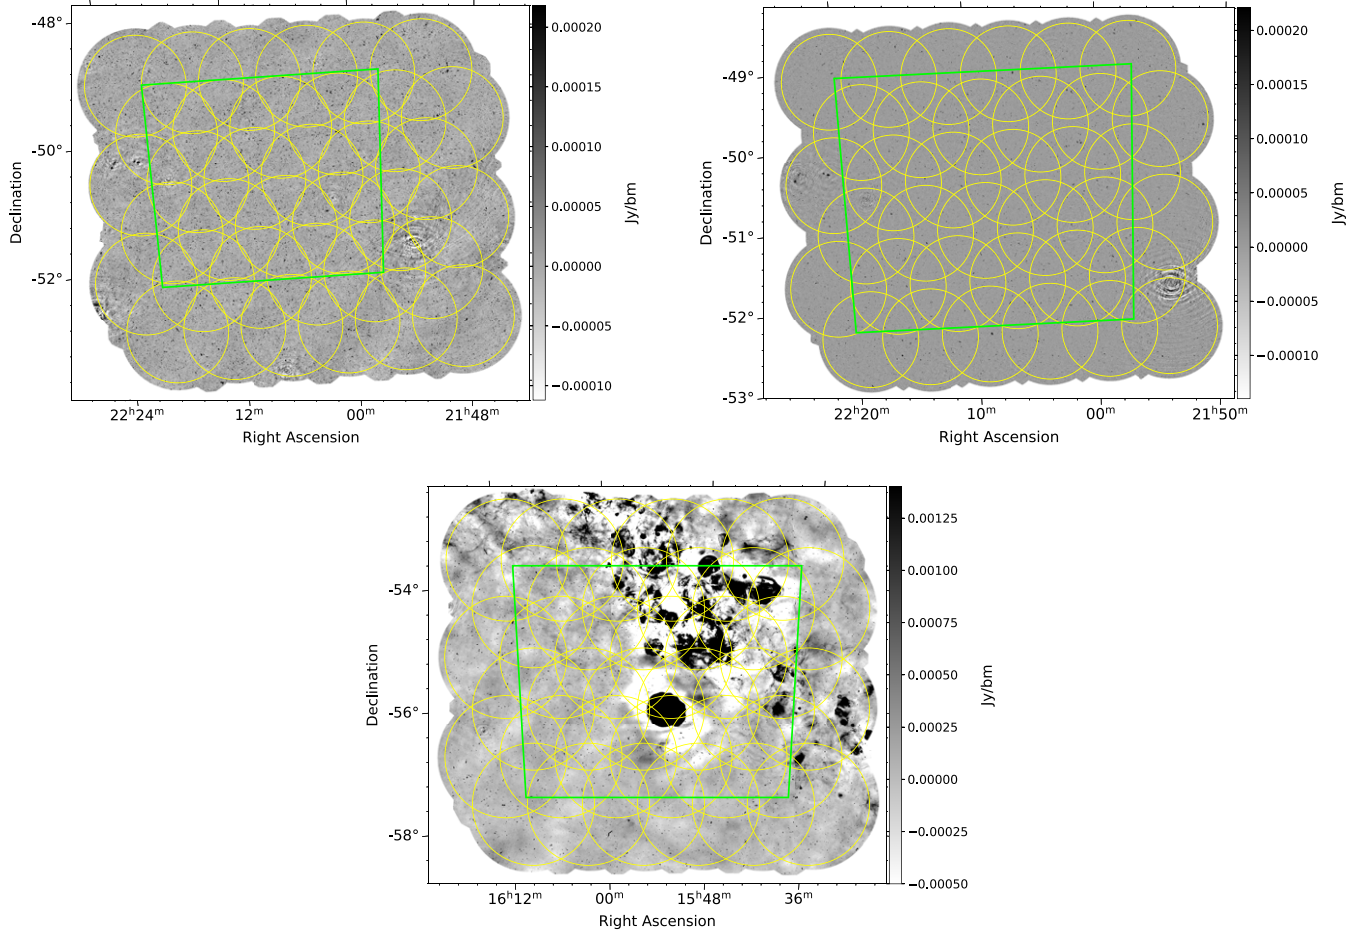 -48°
-50°
-52°
Declination
22ʰ24ᵐ
12ᵐ
00ᵐ
21ʰ48ᵐ
Right Ascension
0.00020
0.00015
0.00010
0.00005
0.00000
−0.00005
−0.00010
Jy/bm
-49°
-50°
-51°
-52°
-53°
Declination
22ʰ20ᵐ
10ᵐ
00ᵐ
21ʰ50ᵐ
Right Ascension
0.00020
0.00015
0.00010
0.00005
0.00000
−0.00005
−0.00010
Jy/bm
-54°
-56°
-58°
Declination
16ʰ12ᵐ
00ᵐ
15ʰ48ᵐ
36ᵐ
Right Ascension
0.00125
0.00100
0.00075
0.00050
0.00025
0.00000
−0.00025
−0.00050
Jy/bm